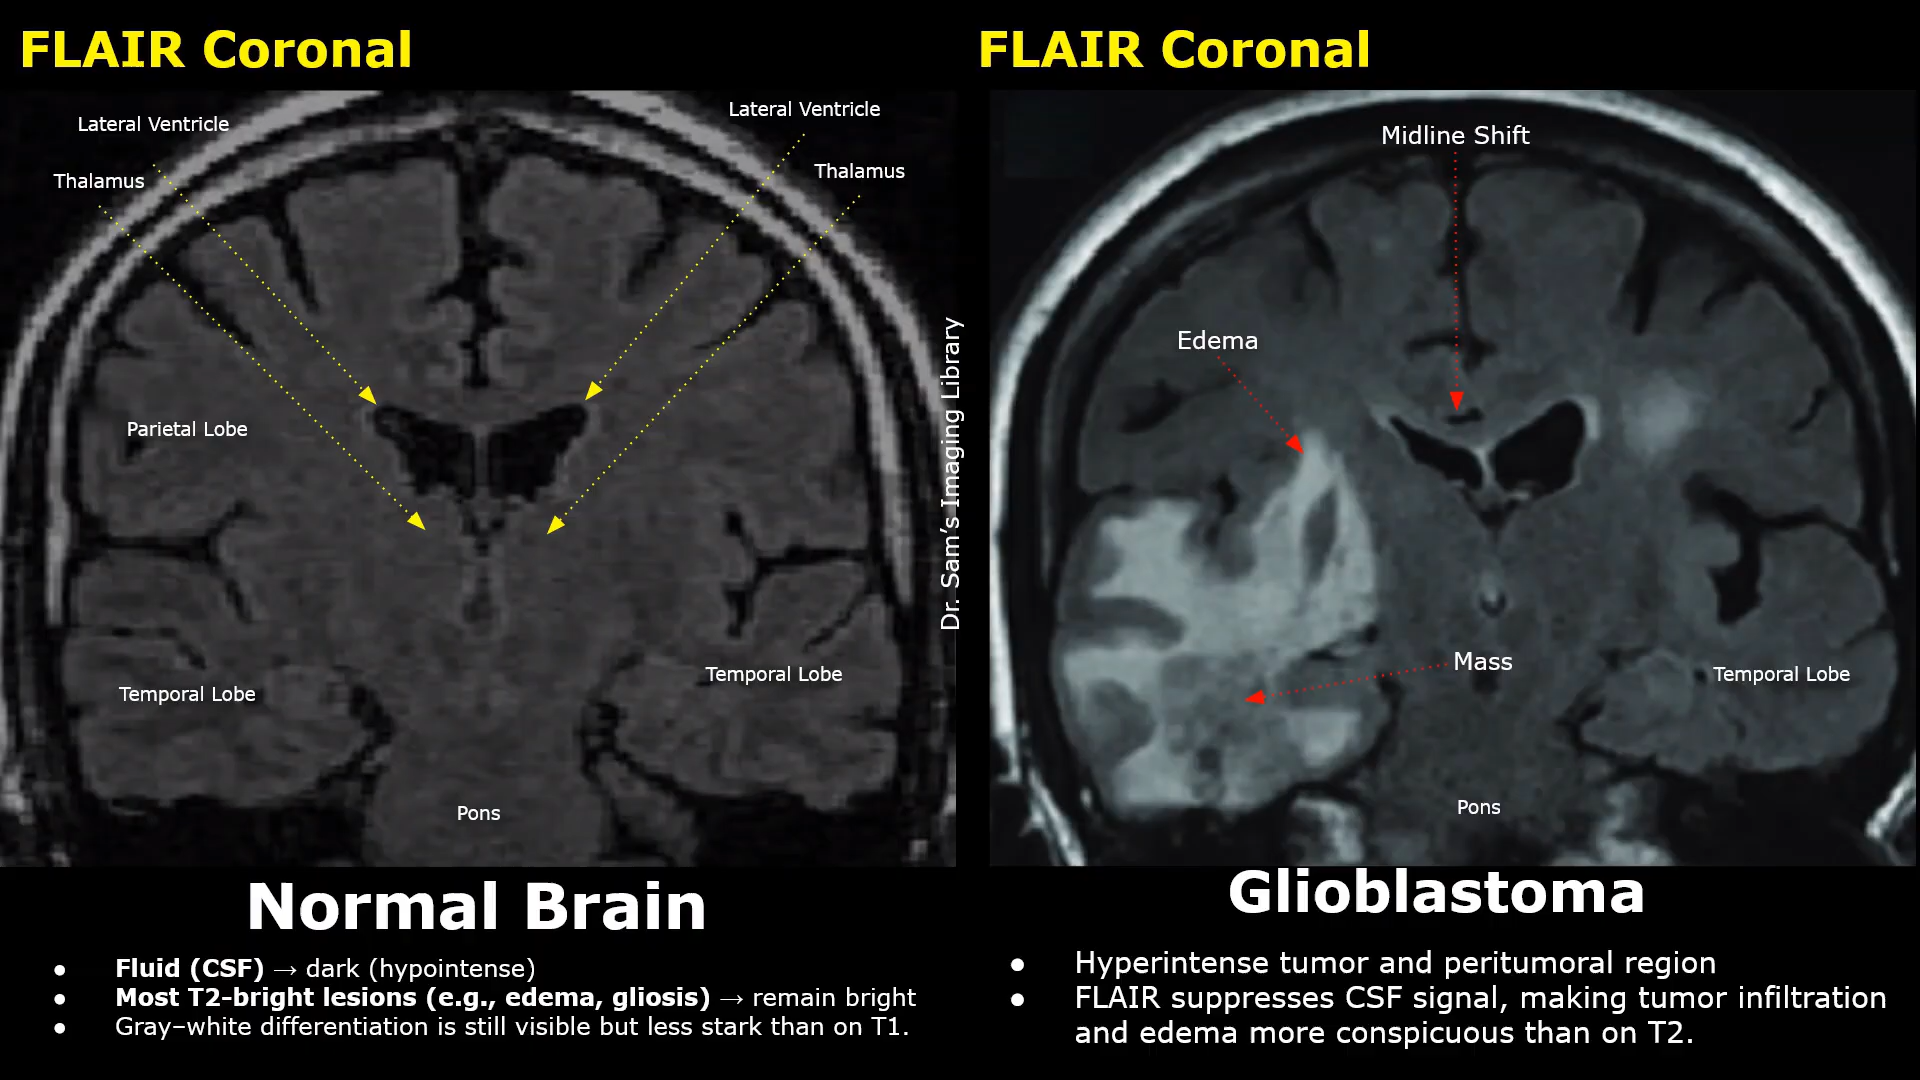 FLAIR Coronal
Lateral Ventricle
Thalamus
Lateral Ventricle
Thalamus
Parietal Lobe
Temporal Lobe
Temporal Lobe
Pons
Normal Brain
● Fluid (CSF) → dark (hypointense)
● Most T2-bright lesions (e.g., edema, gliosis) → remain bright
● Gray–white differentiation is still visible but less stark than on T1.
Dr. Sam’s Imaging Library
FLAIR Coronal
Midline Shift
Edema
Mass
Temporal Lobe
Pons
Glioblastoma
● Hyperintense tumor and peritumoral region
● FLAIR suppresses CSF signal, making tumor infiltration
and edema more conspicuous than on T2.